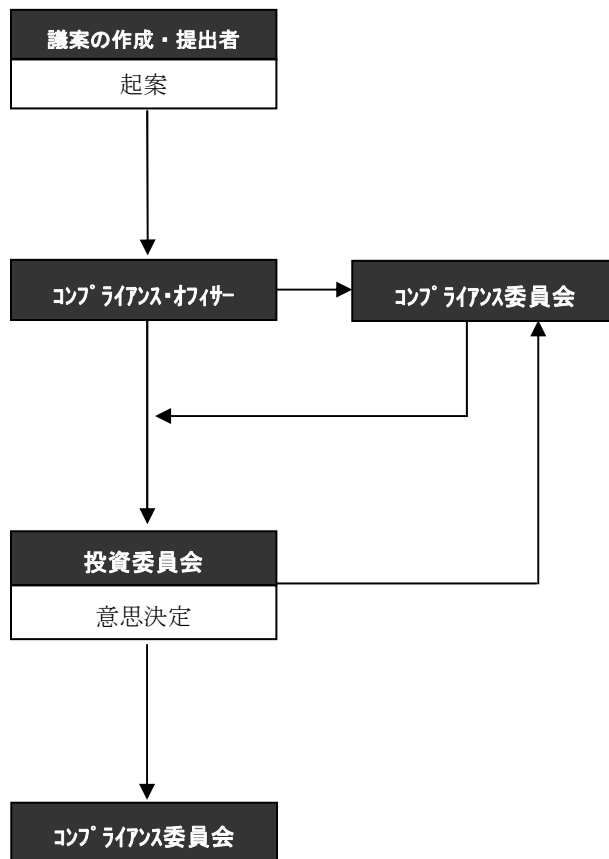 議案の作成・提出者
起案
ｺﾝﾌﾟﾗｲｱﾝｽ･ｵﾌｨｻｰ
ｺﾝﾌﾟﾗｲｱﾝｽ委員会
投資委員会
意思決定
ｺﾝﾌﾟﾗｲｱﾝｽ委員会